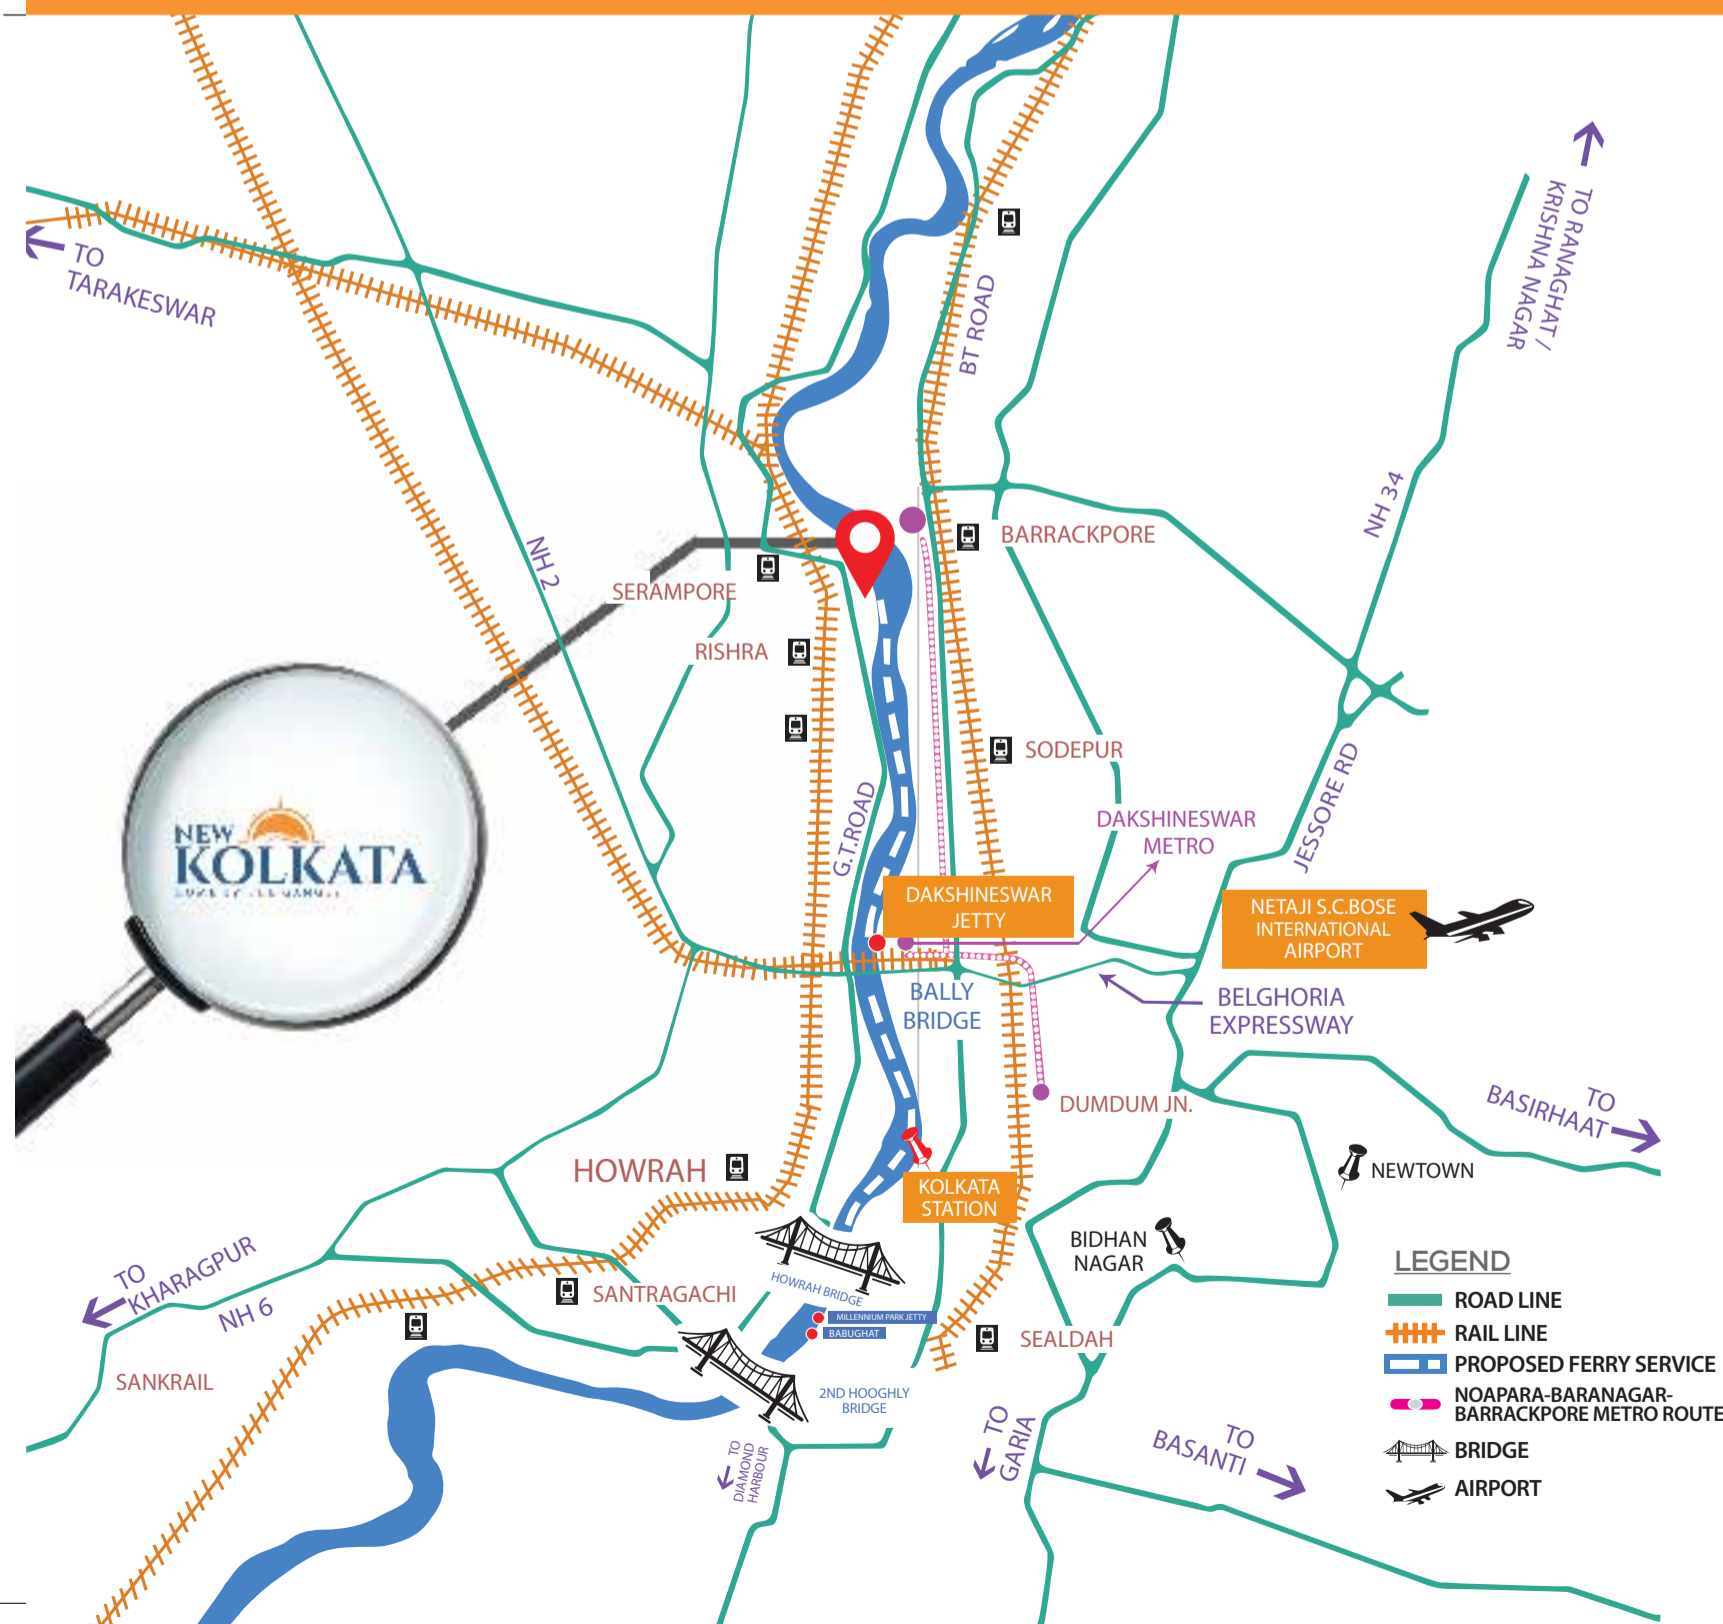 TO
TARAKESWAR
TO RANAGHAT /
KRISHNA NAGAR
BT ROAD
NH 34
NH 2
BARRACKPORE
SERAMPORE
RISHRA
SODEPUR
JESSORE RD
G.T.ROAD
DAKSHINESWAR
METRO
NEW
KOLKATA
DAKSHINESWAR
JETTY
NETAJI S.C.BOSE
INTERNATIONAL
AIRPORT
BALLY
BRIDGE
BELGHORIA
EXPRESSWAY
DUMDUM JN.
TO
BASIRHAAT
HOWRAH
NEWTOWN
KOLKATA
STATION
BIDHAN
NAGAR
TO
KHARAGPUR
NH 6
SANTRAGACHI
HOWRAH BRIDGE
MILLENNIUM PARK JETTY
BABUGHAT
SEALDAH
SANKRAIL
2ND HOOGHLY
BRIDGE
TO
DIAMOND
HARBOUR
TO
GARIA
TO
BASANTI
LEGEND
ROAD LINE
RAIL LINE
PROPOSED FERRY SERVICE
NOAPARA-BARANAGAR-
BARRACKPORE METRO ROUTE
BRIDGE
AIRPORT